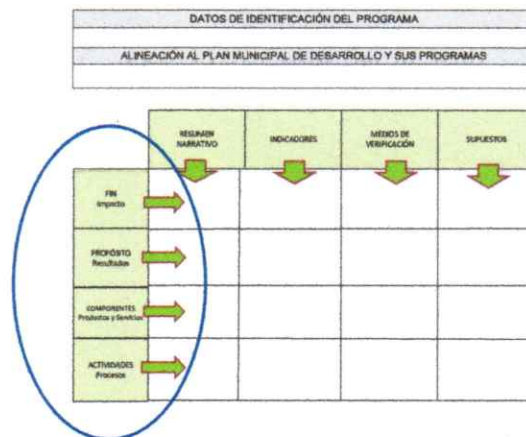 DATOS DE IDENTIFICACIÓN DEL PROGRAMA
ALINEACIÓN AL PLAN MUNICIPAL DE DESARROLLO Y SUS PROGRAMAS
RESUMEN
NARRATIVO
INDICADORES
MEDIOS DE
VERIFICACIÓN
SUPUESTOS
FIN
Impacto
PROPÓSITO
Resultados
COMPONENTES
Productos y Servicios
ACTIVIDADES
Procesos